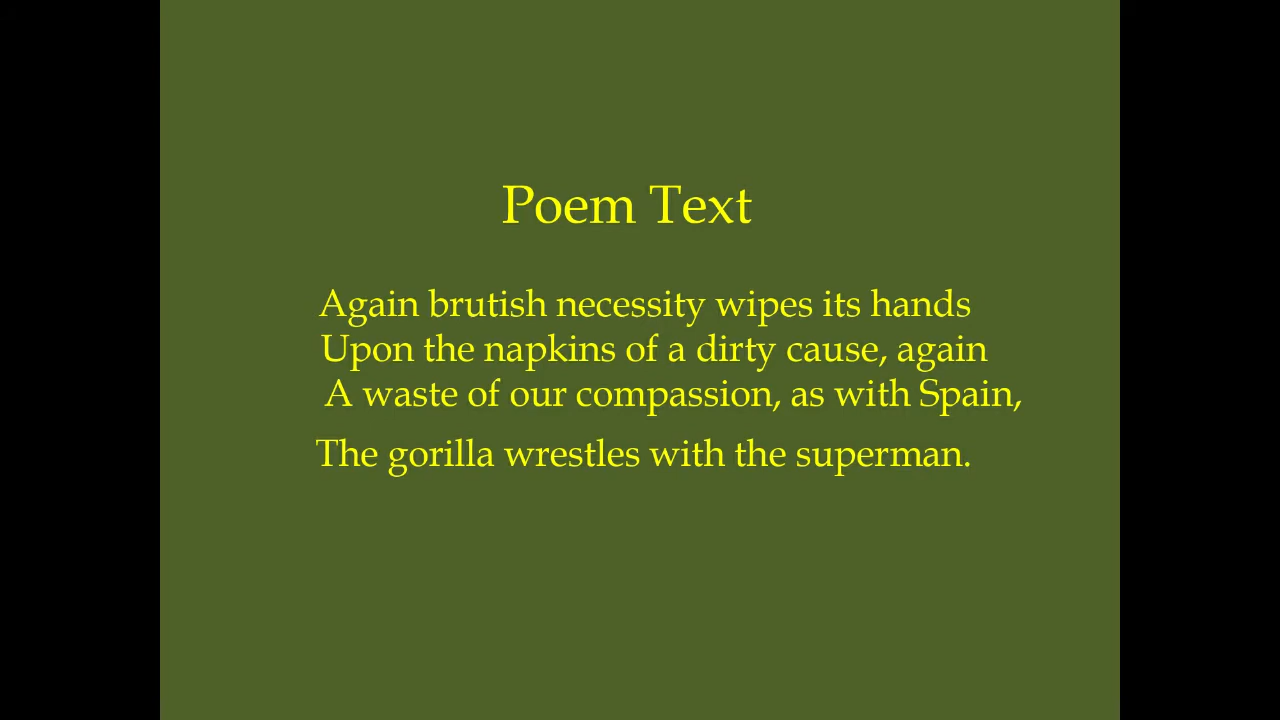 Poem Text
Again brutish necessity wipes its hands
Upon the napkins of a dirty cause, again
A waste of our compassion, as with Spain,
The gorilla wrestles with the superman.